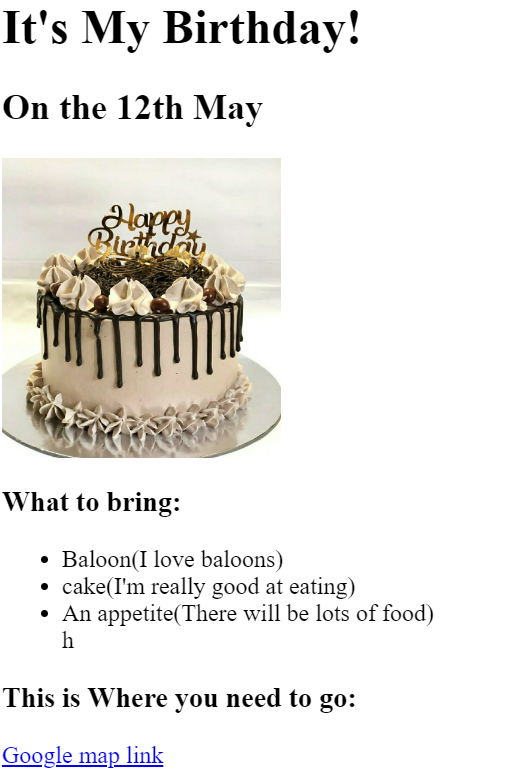 It's My Birthday!
On the 12th May
Happy
Birthday
What to bring:
Baloon(I love baloons)
cake(I'm really good at eating)
An appetite(There will be lots of food)
h
This is Where you need to go:
Google map link